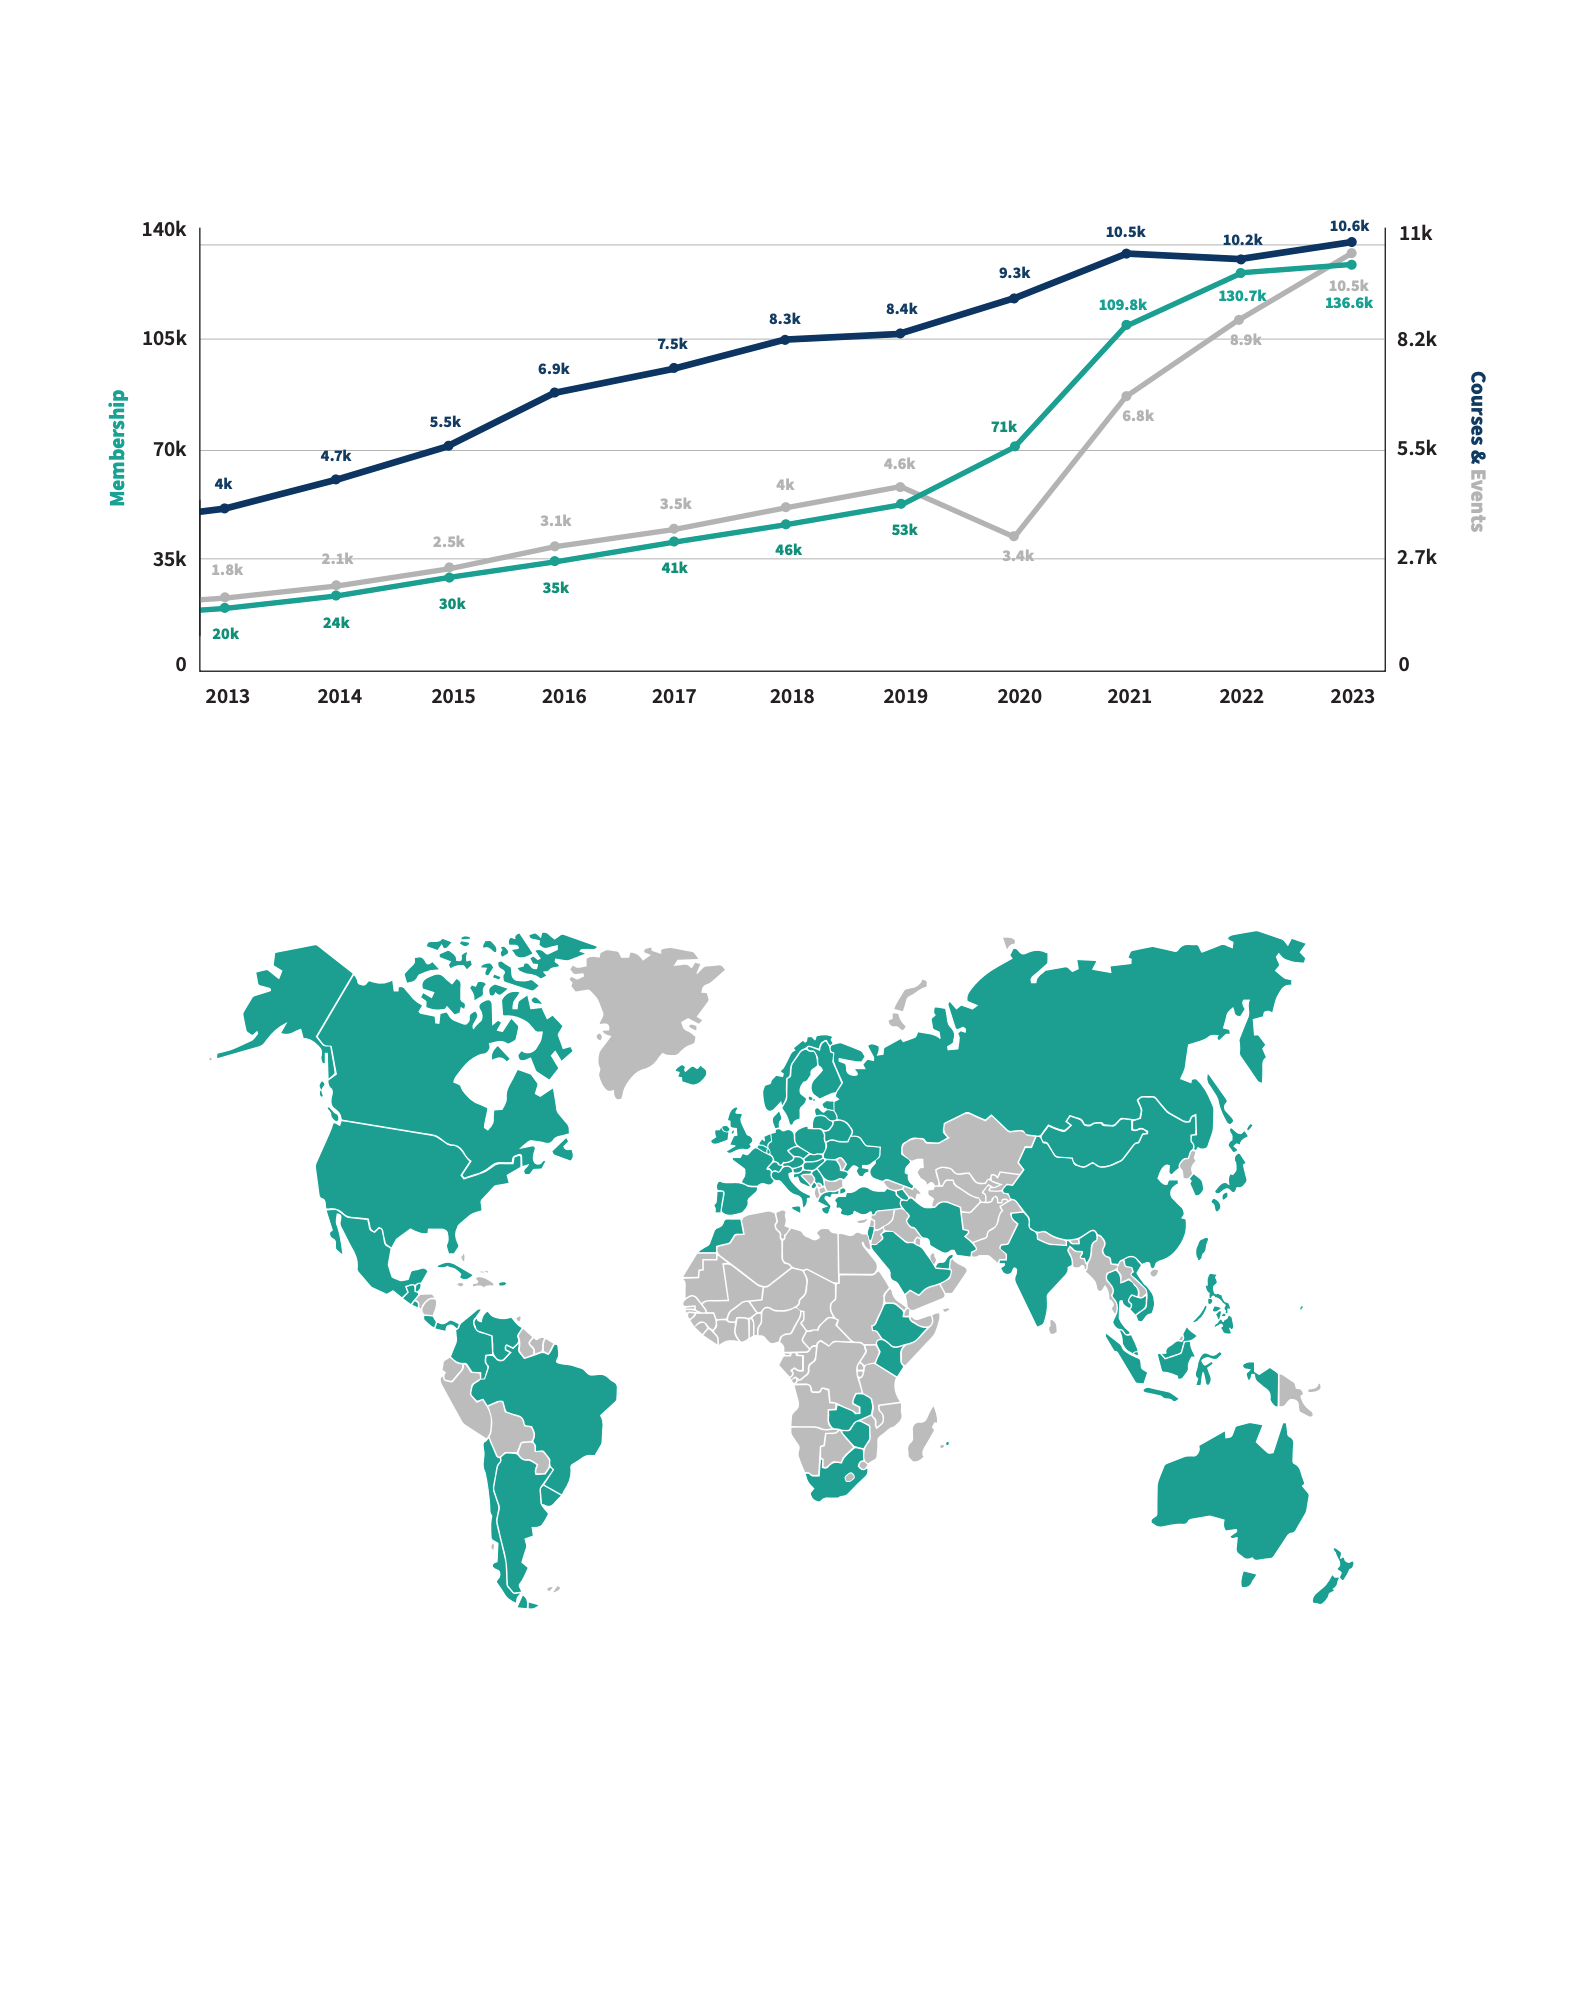 140k
105k
70k
35k
0
Membership
11k
8.2k
5.5k
2.7k
0
Courses & Events
4k
4.7k
5.5k
6.9k
7.5k
8.3k
8.4k
9.3k
10.5k
10.2k
10.6k
1.8k
2.1k
2.5k
3.1k
3.5k
4k
4.6k
3.4k
6.8k
8.9k
10.5k
20k
24k
30k
35k
41k
46k
53k
71k
109.8k
130.7k
136.6k
2013
2014
2015
2016
2017
2018
2019
2020
2021
2022
2023